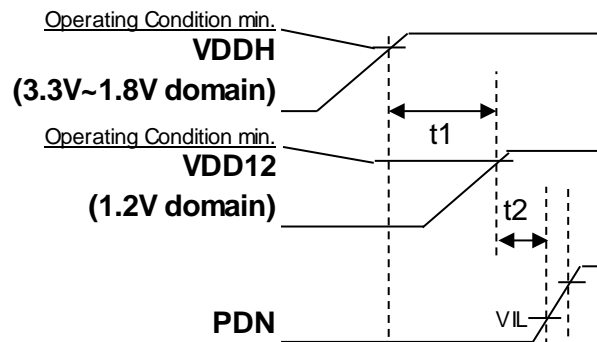 Operating Condition min.
VDDH
(3.3V~1.8V domain)
t1
Operating Condition min.
VDD12
(1.2V domain)
t2
VIL
PDN